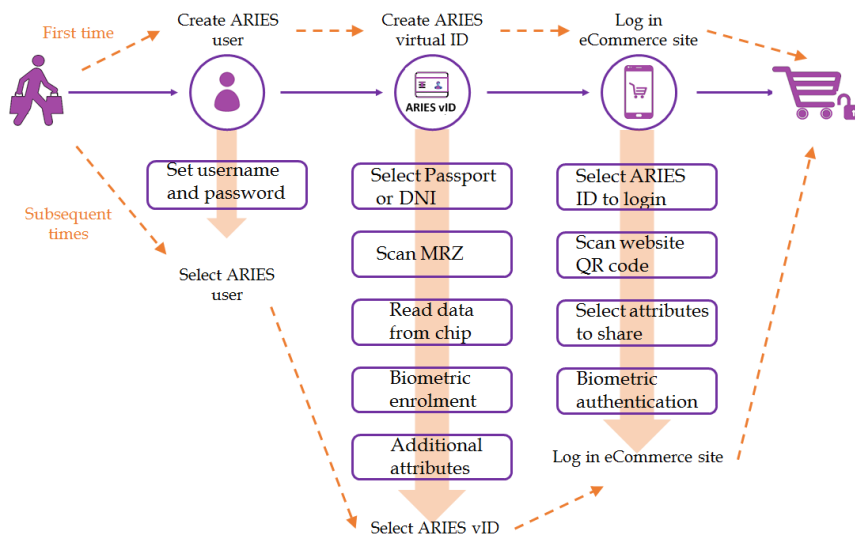 First time
Create ARIES
user
Create ARIES
virtual ID
Log in
eCommerce site
ARIES vID
Set username
and password
Select Passport
or DNI
Scan MRZ
Read data
from chip
Biometric
enrolment
Additional
attributes
Select ARIES
ID to login
Scan website
QR code
Select attributes
to share
Biometric
authentication
Subsequent
times
Select ARIES
user
Select ARIES vID
Log in eCommerce site